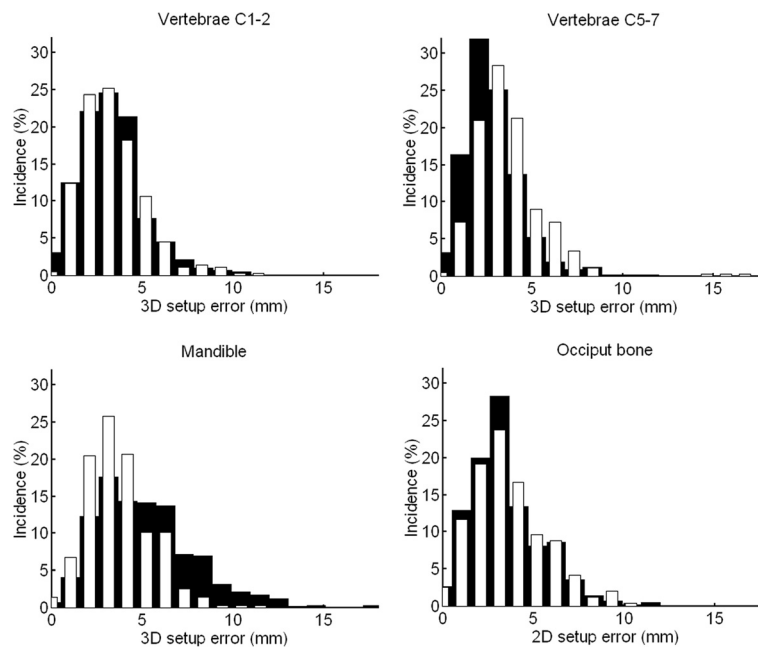 Vertebrae C1-2
Incidence (%)
30
25
20
15
10
5
0
0 5 10 15
3D setup error (mm)
Vertebrae C5-7
Incidence (%)
30
25
20
15
10
5
0
0 5 10 15
3D setup error (mm)
Mandible
Incidence (%)
30
25
20
15
10
5
0
0 5 10 15
3D setup error (mm)
Occiput bone
Incidence (%)
30
25
20
15
10
5
0
0 5 10 15
2D setup error (mm)